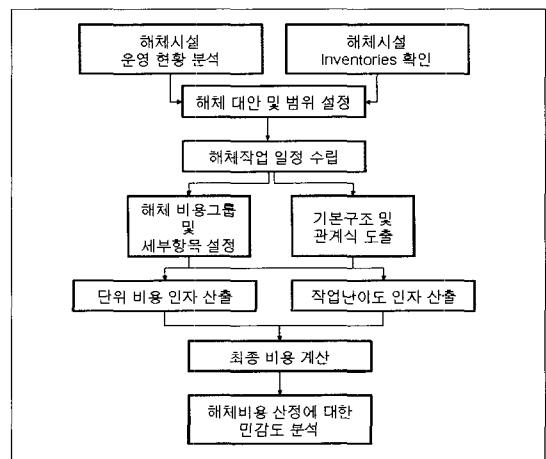 해체시설
운영 현황 분석
해체시설
Inventories 확인
해체 대안 및 범위 설정
해체작업 일정 수립
해체 비용그룹
및
세부항목 설정
기본구조 및
관계식 도출
단위 비용 인자 산출
작업난이도 인자 산출
최종 비용 계산
해체비용 산정에 대한
민감도 분석